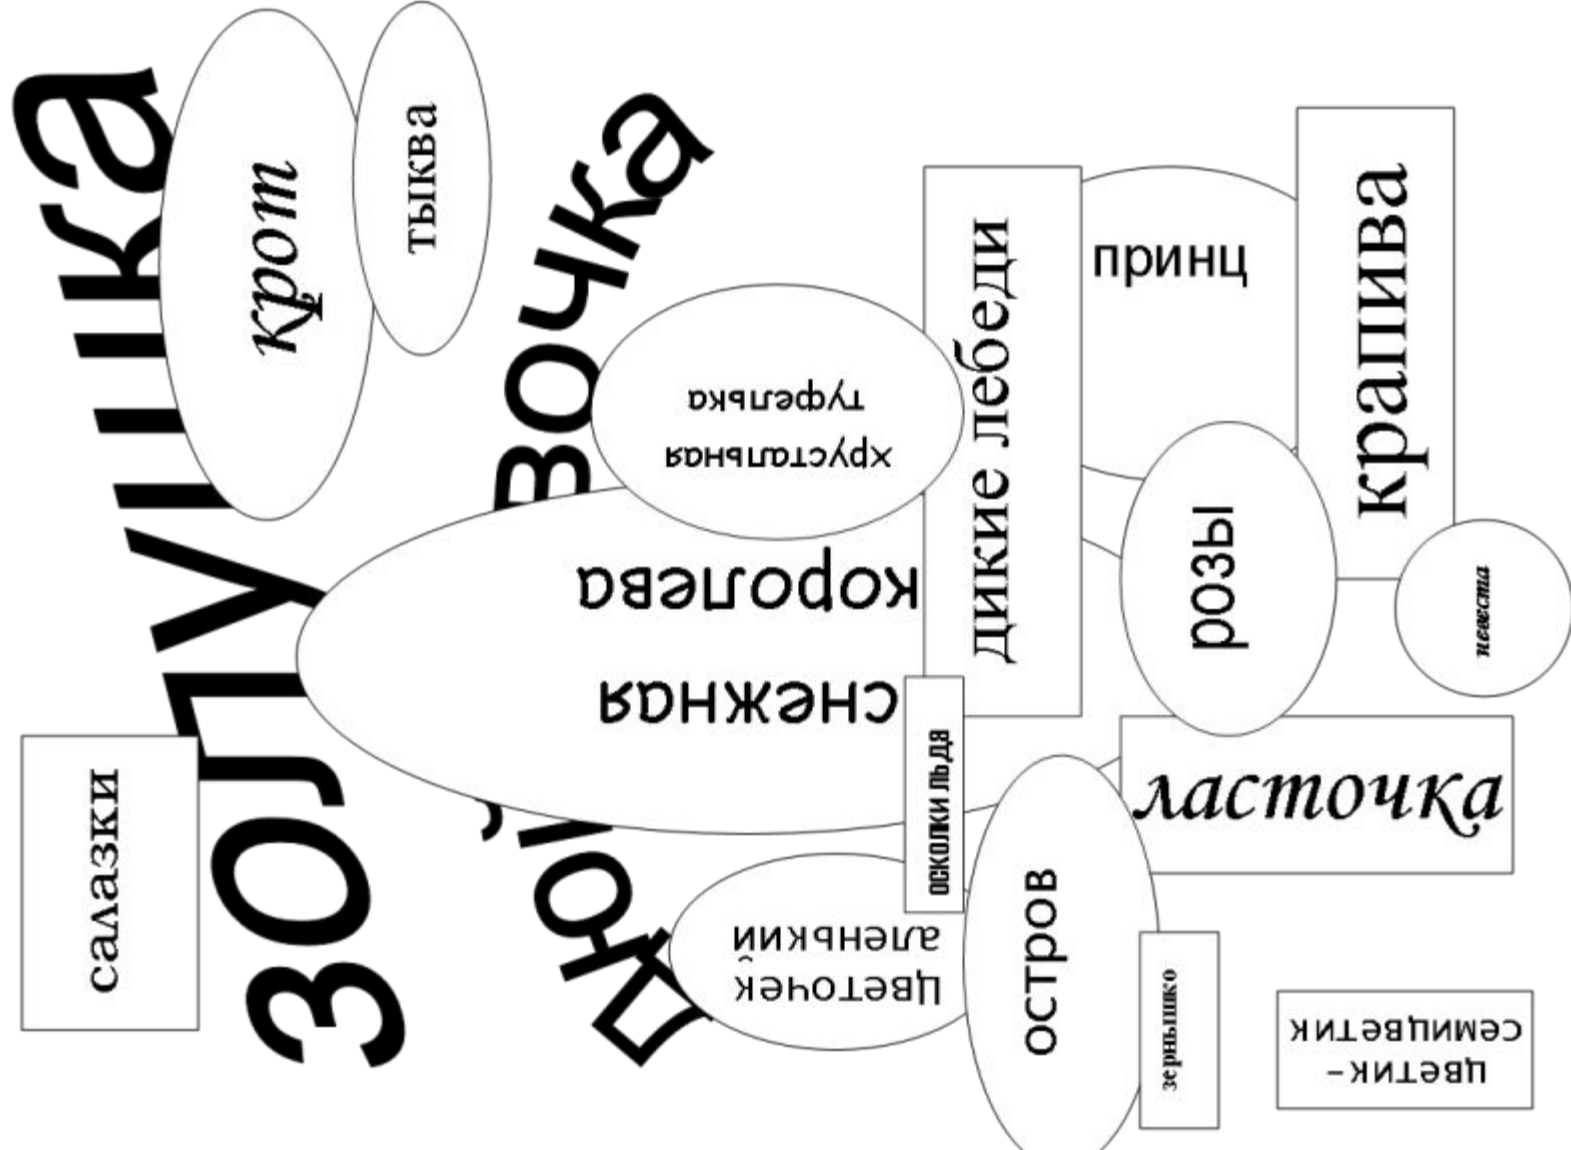 золушка
крот
тыква
Дюймовочка
хрустальная
туфелька
дикие лебеди
принц
крапива
снежная
королева
розы
невеста
салазки
осколки льда
ласточка
цветочек
аленький
остров
зернышко
цветик –
семицветик